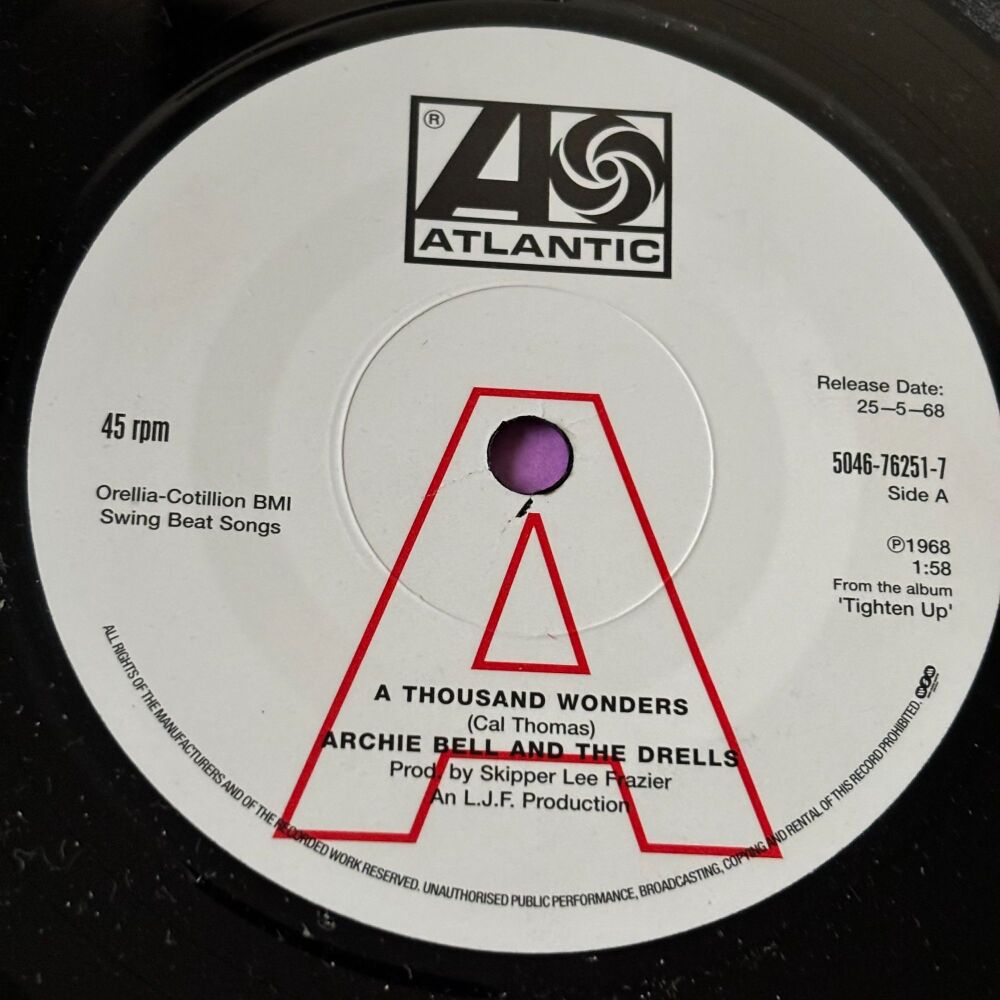 ®
ATLANTIC
Release Date:
25—5—68
45 rpm
5046-76251-7
Side A
Orellia-Cotillion BMI
Swing Beat Songs
℗1968
1:58
From the album
'Tighten Up'
A
A THOUSAND WONDERS
(Cal Thomas)
ARCHIE BELL AND THE DRELLS
Prod. by Skipper Lee Frazier
An L.J.F. Production
ALL RIGHTS OF THE MANUFACTURERS AND OF THE RECORDED WORK RESERVED. UNAUTHORISED PUBLIC PERFORMANCE, BROADCASTING, COPYING AND RENTAL OF THIS RECORD PROHIBITED.